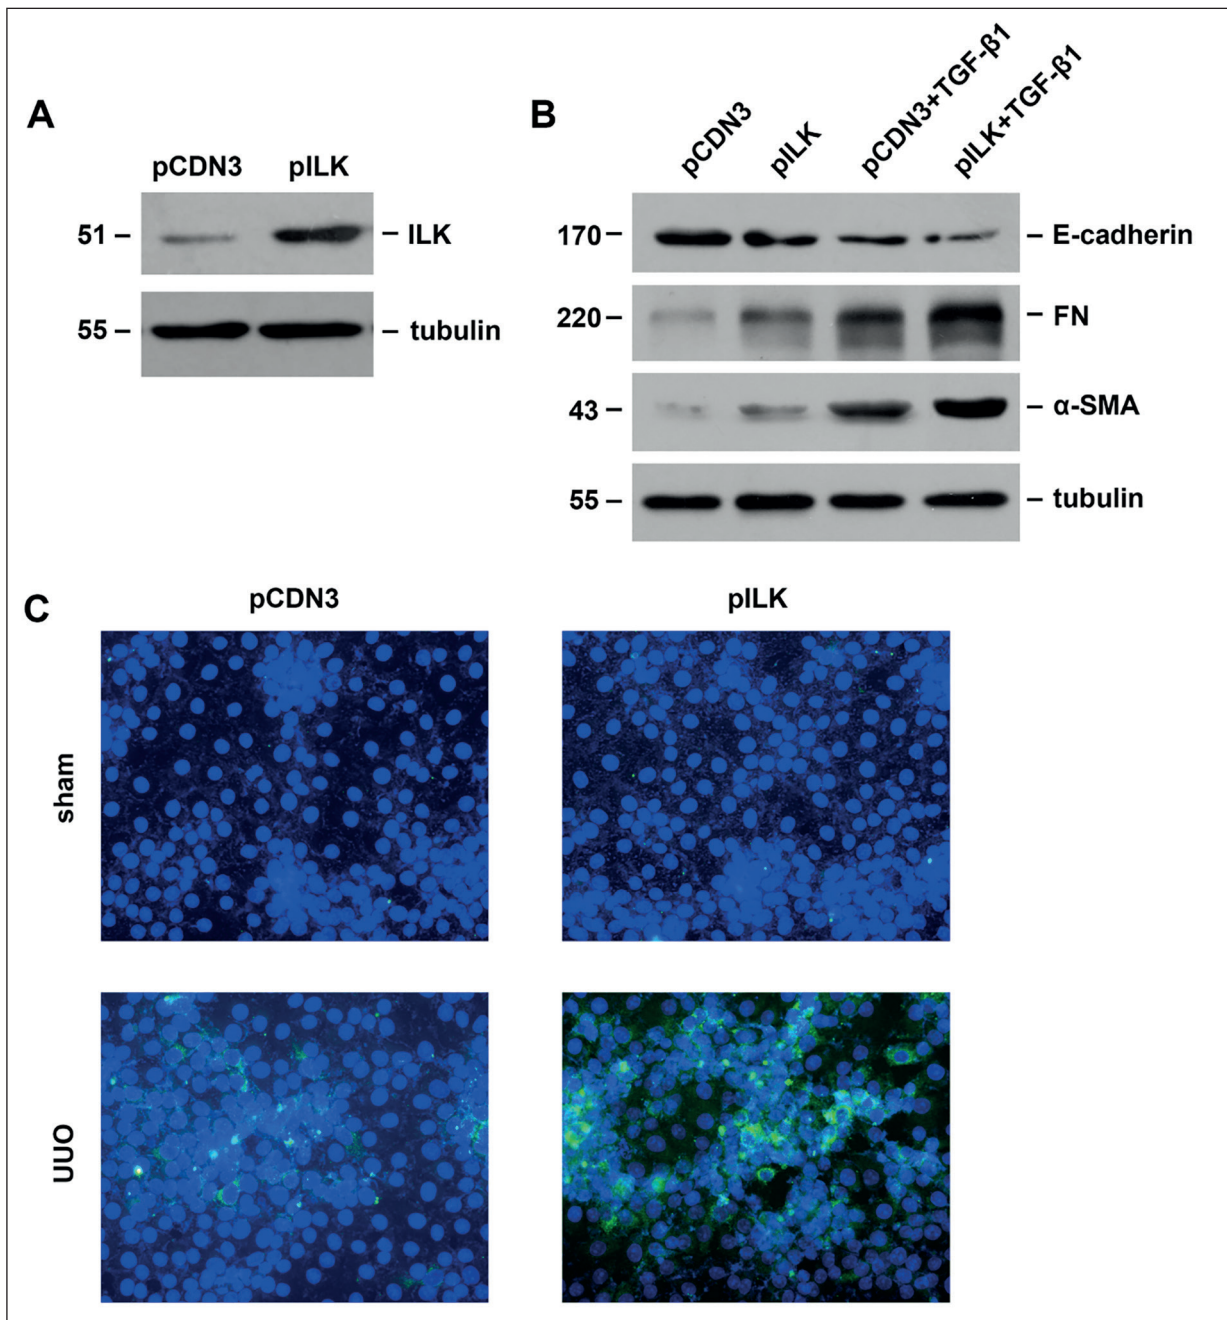 A
pCDN3 pILK
51 – – ILK
55 – – tubulin
B
pCDN3 pILK pCDN3+TGF-β1 pILK+TGF-β1
170 – – E-cadherin
220 – – FN
43 – – α-SMA
55 – – tubulin
C
pCDN3 pILK
sham
UUO